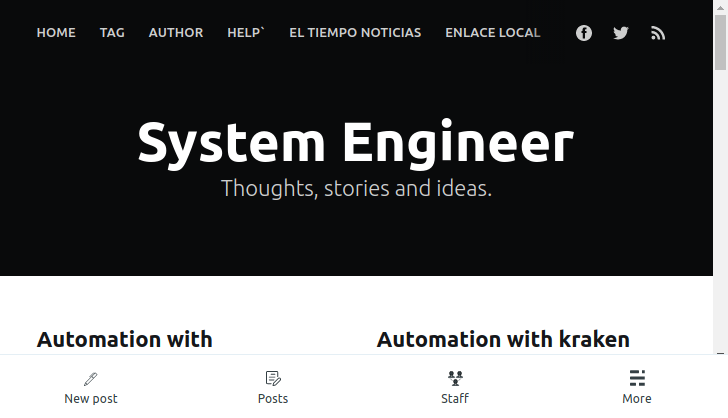 HOME TAG AUTHOR HELP` EL TIEMPO NOTICIAS ENLACE LOCAL
System Engineer
Thoughts, stories and ideas.
Automation with
Automation with kraken
New post Posts Staff More